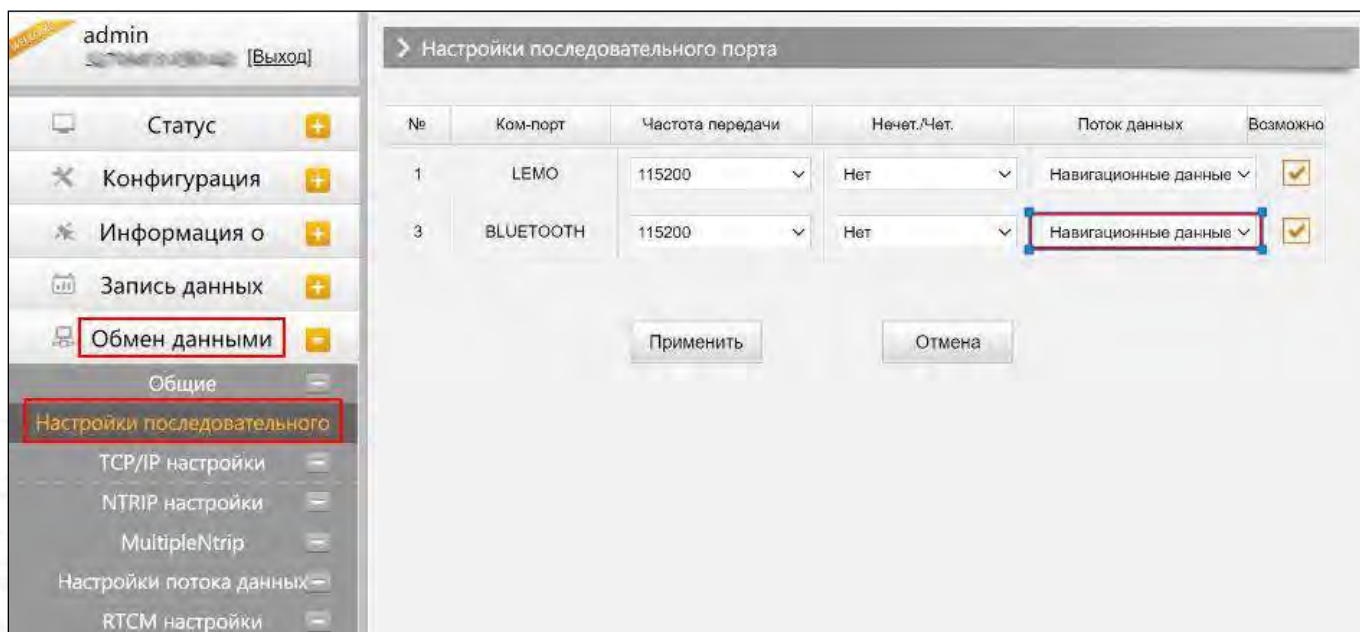 admin
[Выход]
Статус
Конфигурация
Информация о
Запись данных
Обмен данными
Общие
Настройки последовательного
TCP/IP настройки
NTRIP настройки
MultipleNtrip
Настройки потока данных
RTCM настройки
Настройки последовательного порта
№ Ком-порт Частота передачи Нечет./Чет. Поток данных Возможно
1 LEMO 115200 Нет Навигационные данные
3 BLUETOOTH 115200 Нет Навигационные данные
Применить Отмена